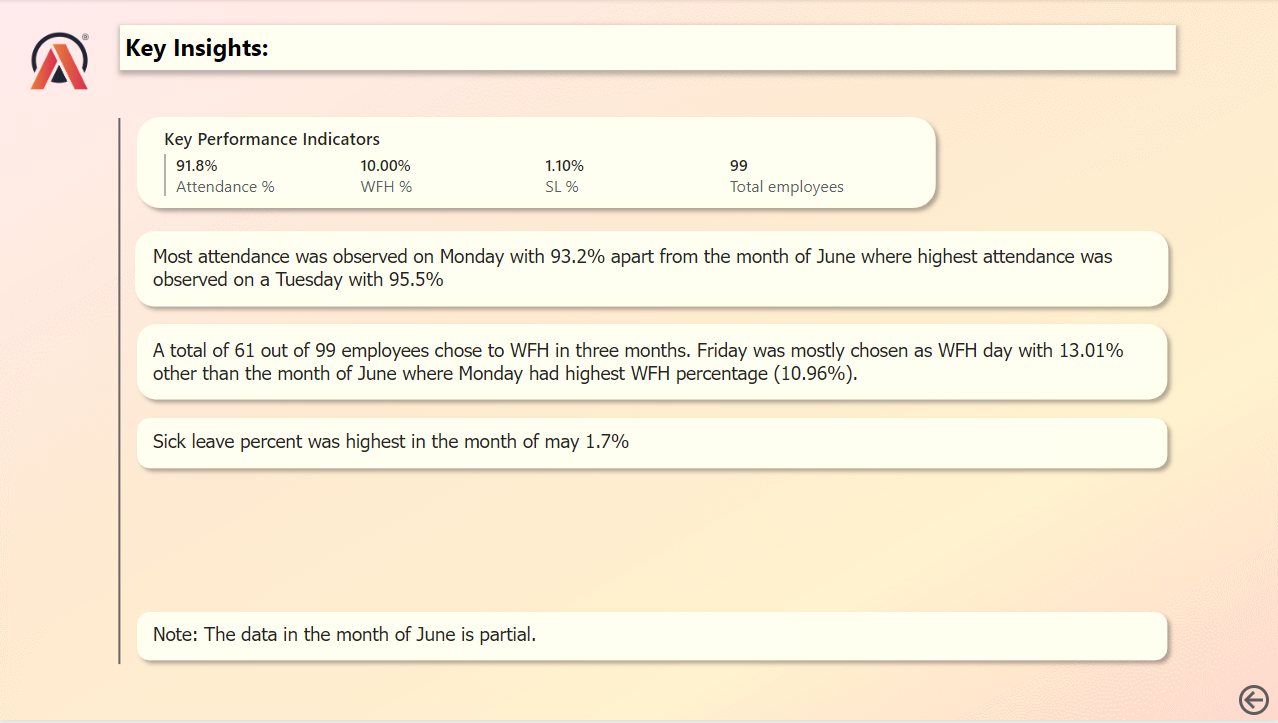 ®
Key Insights:
Key Performance Indicators
91.8% 10.00% 1.10% 99
Attendance % WFH % SL % Total employees
Most attendance was observed on Monday with 93.2% apart from the month of June where highest attendance was
observed on a Tuesday with 95.5%
A total of 61 out of 99 employees chose to WFH in three months. Friday was mostly chosen as WFH day with 13.01%
other than the month of June where Monday had highest WFH percentage (10.96%).
Sick leave percent was highest in the month of may 1.7%
Note: The data in the month of June is partial.